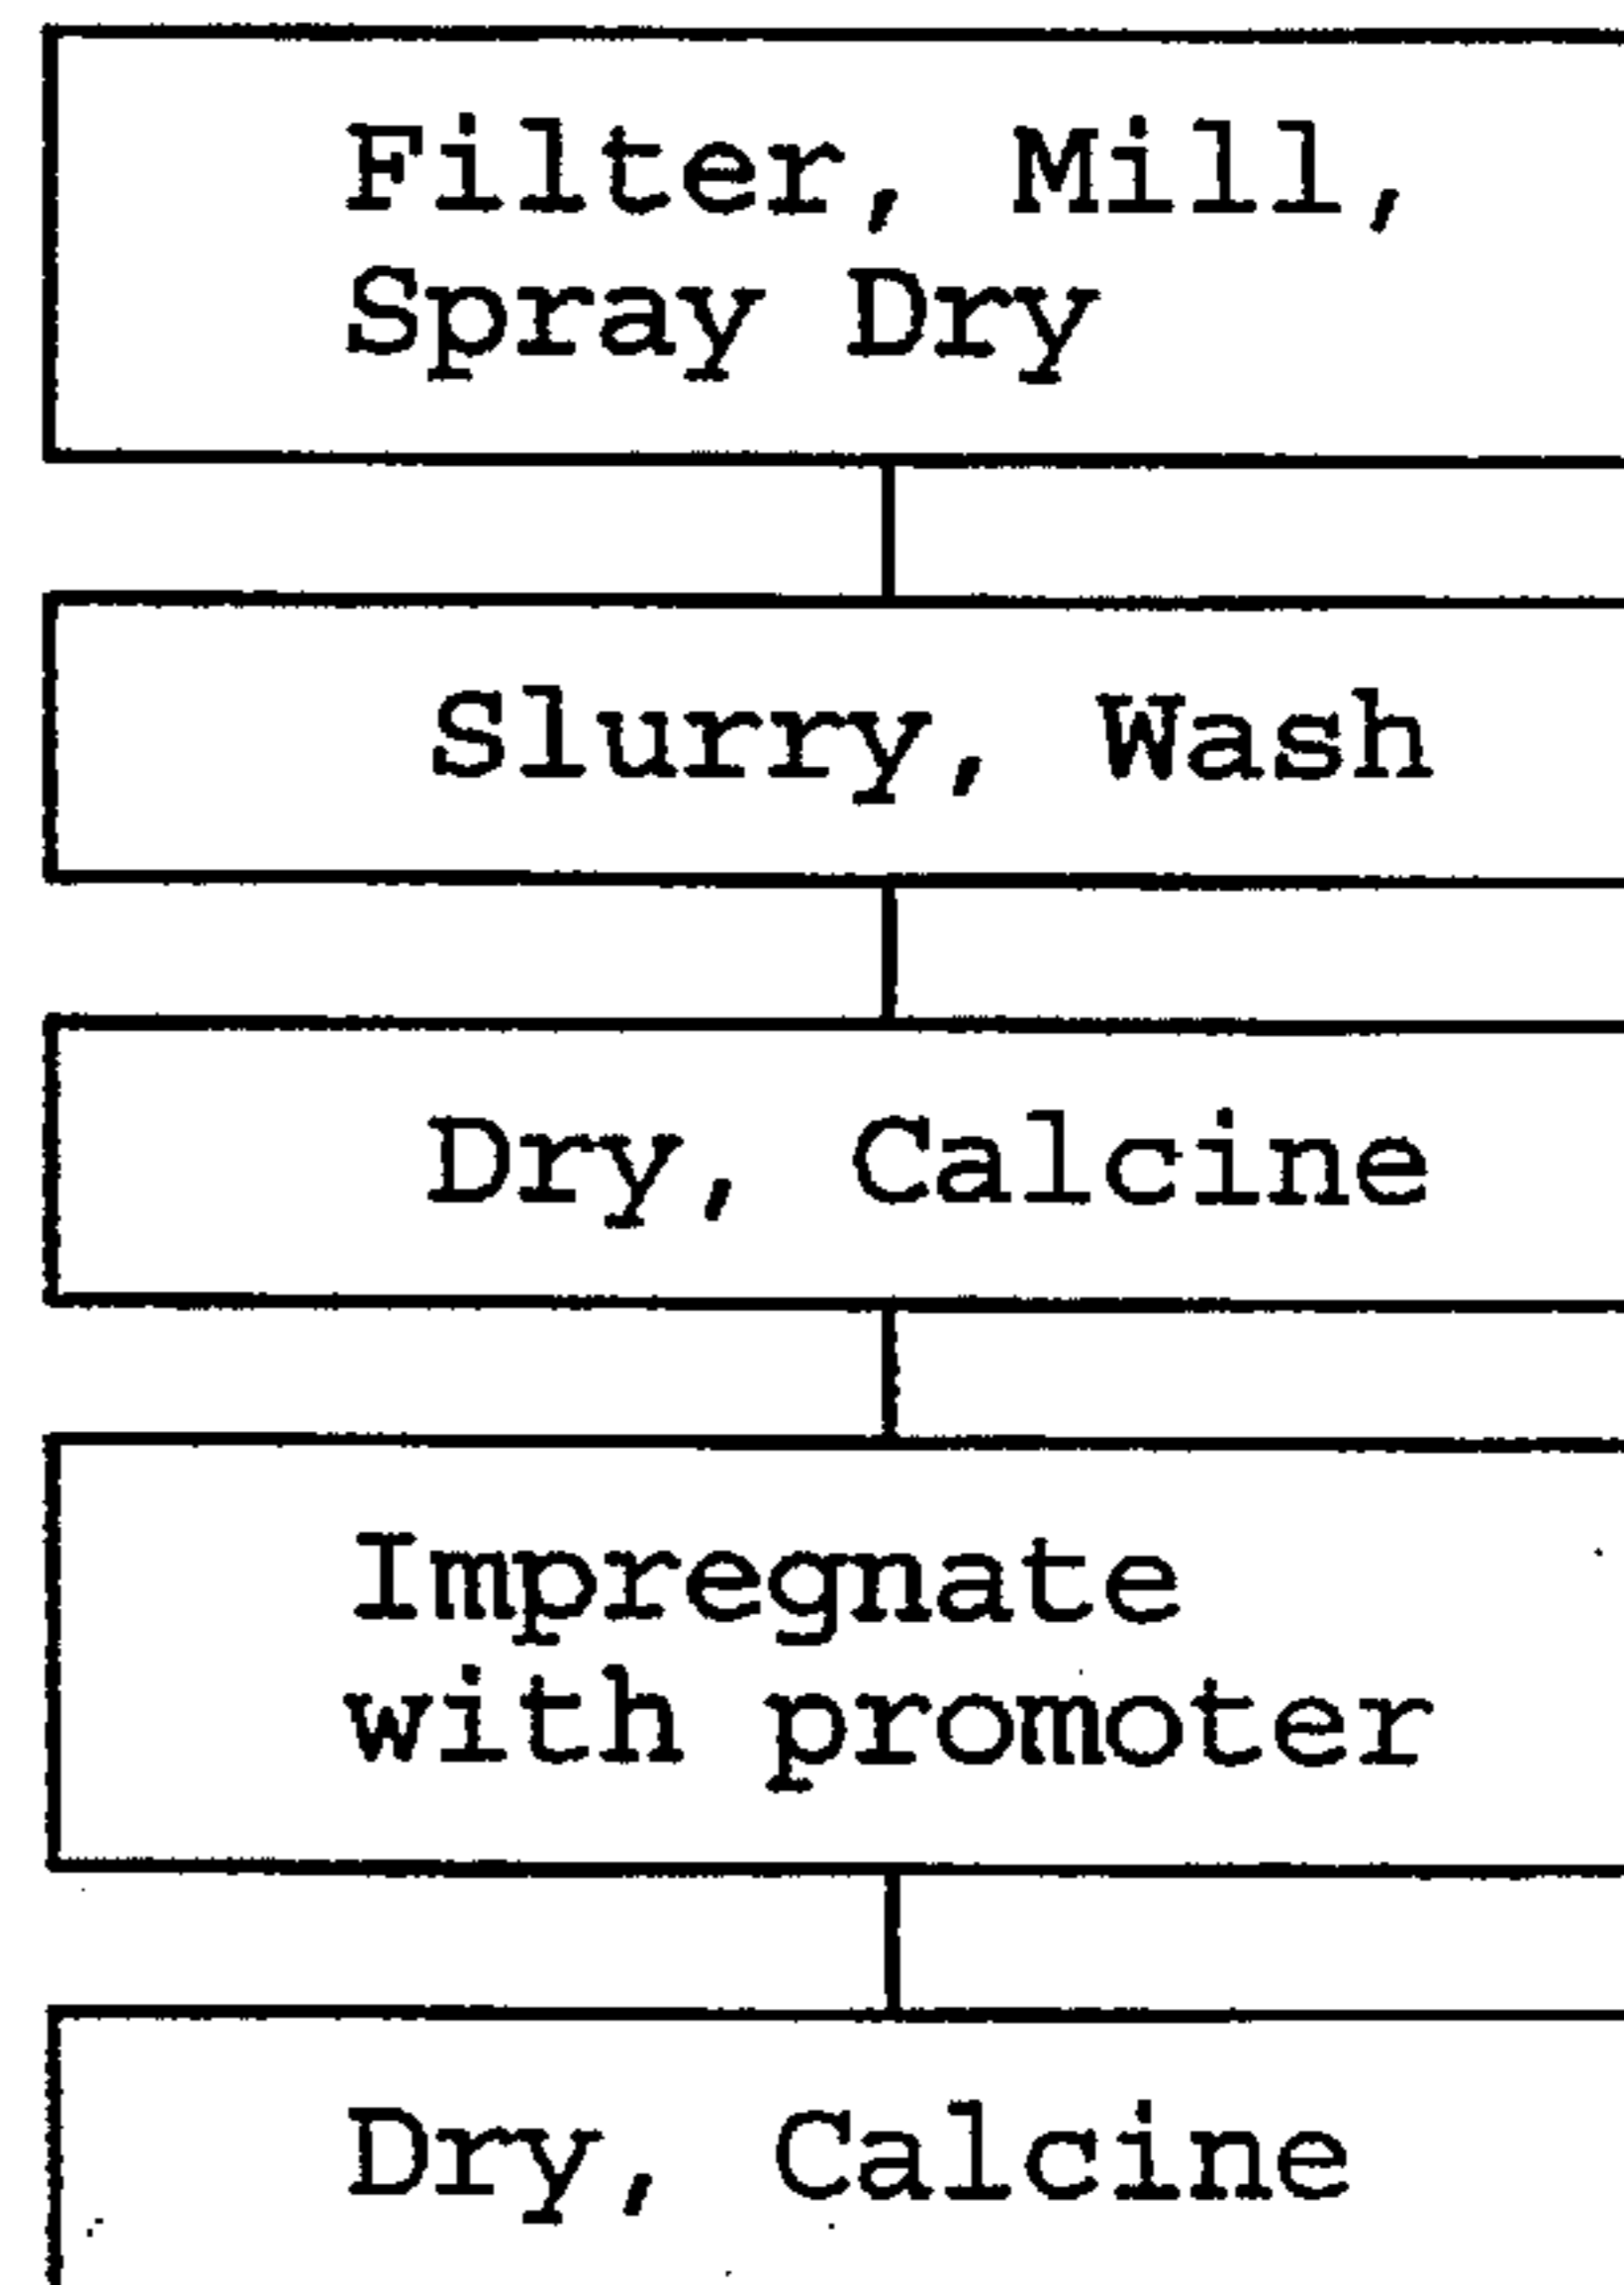 Filter, Mill,
Spray Dry
Slurry, Wash
Dry, Calcine
Impregnate
with promoter
Dry, Calcine